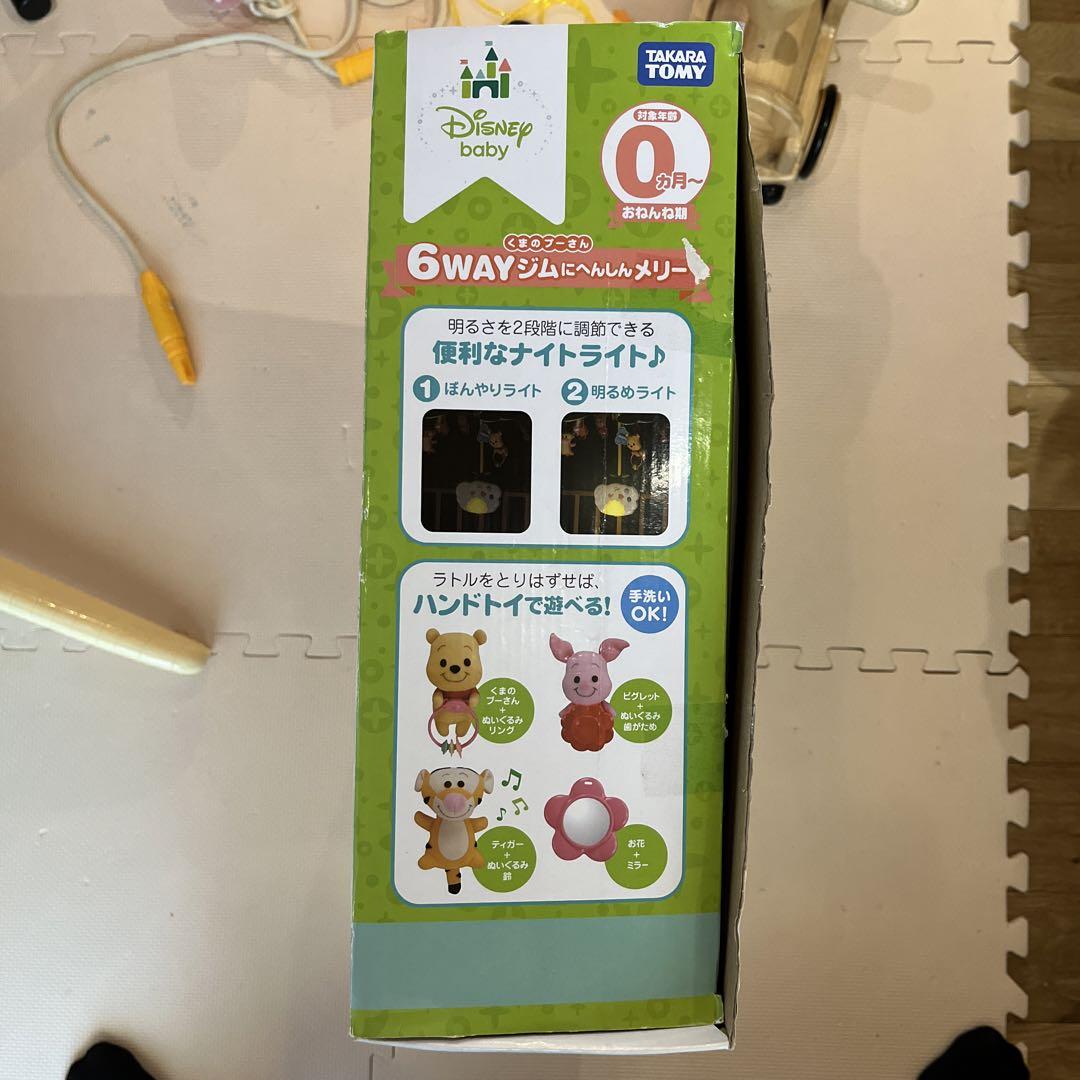 Disney
baby
TAKARA
TOMY
対象年齢
0ヵ月～
おねんね期
くまのプーさん
6WAYジムにへんしんメリー
明るさを2段階に調節できる
便利なナイトライト♪
1 ぼんやりライト
2 明るめライト
ラトルをとりはずせば、
ハンドトイで遊べる!
手洗い
OK!
くまの
プーさん
+
ぬいぐるみ
リング
ピグレット
+
ぬいぐるみ
歯がため
ティガー
+
ぬいぐるみ
鈴
お花
+
ミラー